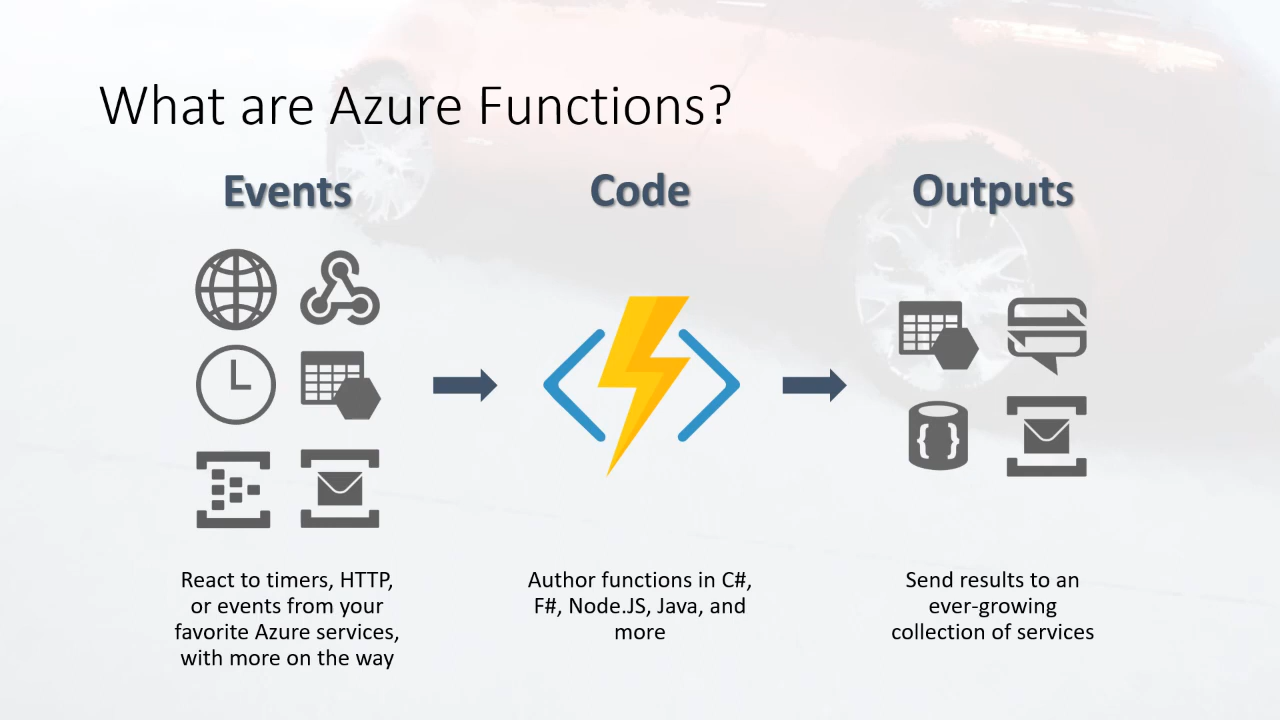 What are Azure Functions?
Events
Code
Outputs
React to timers, HTTP,
or events from your
favorite Azure services,
with more on the way
Author functions in C#,
F#, Node.JS, Java, and
more
Send results to an
ever-growing
collection of services